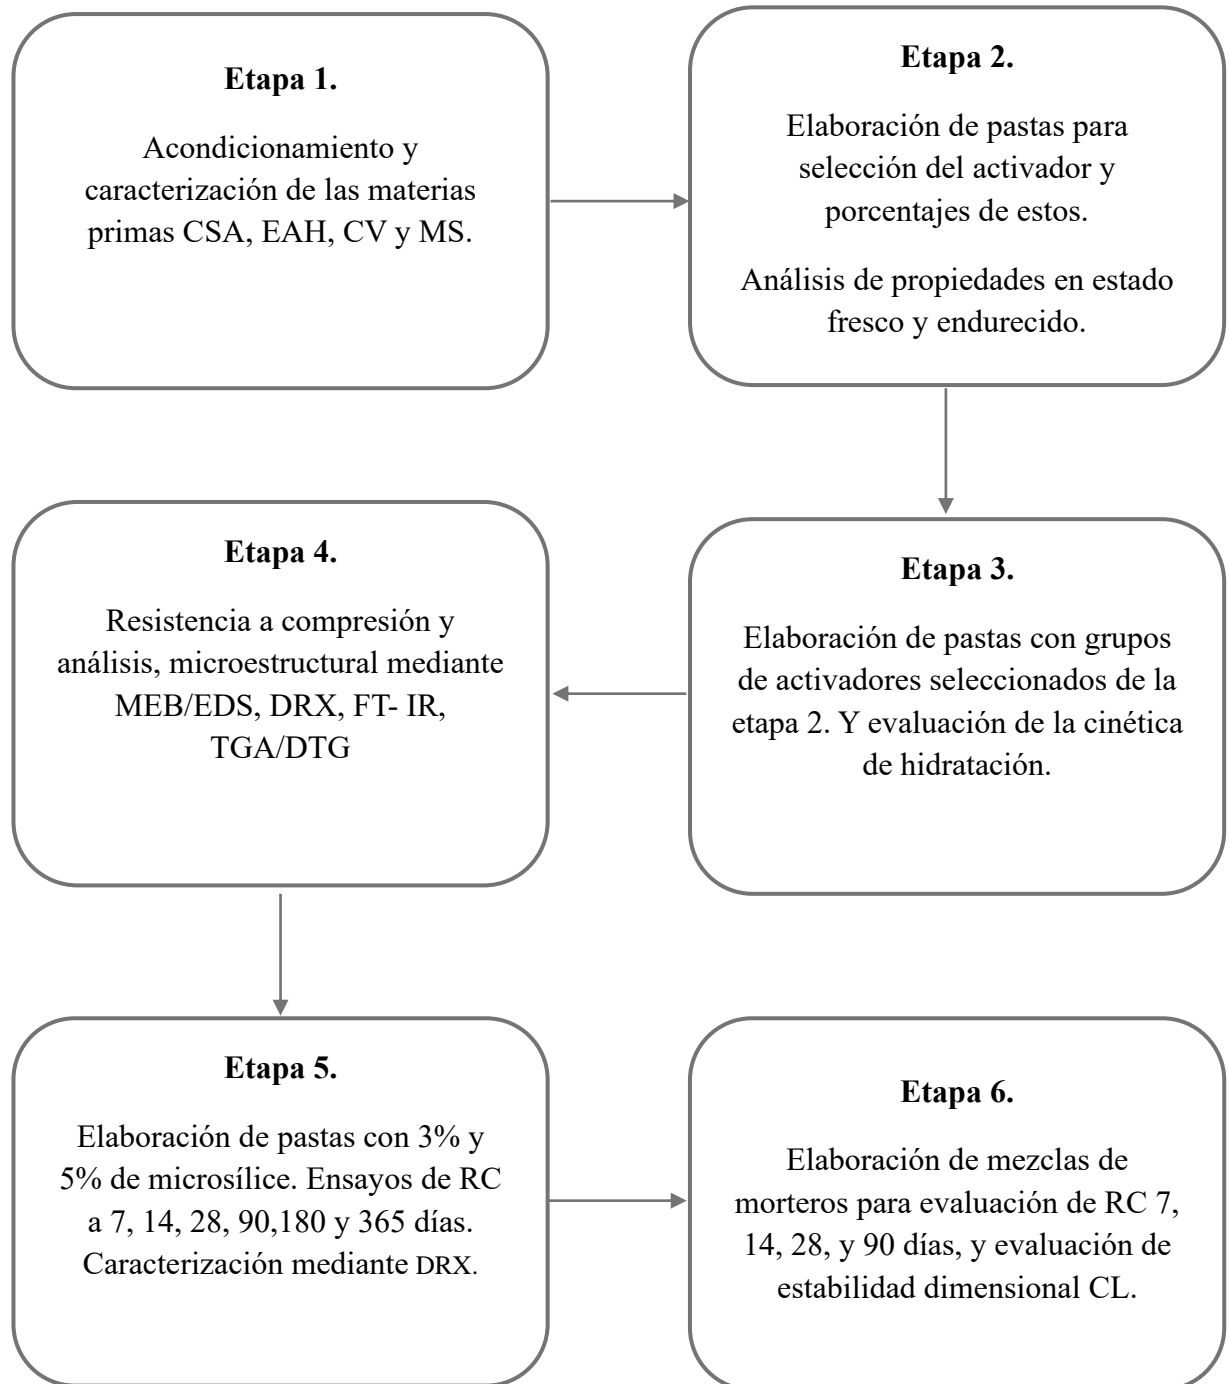 Etapa 1.
Acondicionamiento y
caracterización de las materias
primas CSA, EAH, CV y MS.
Etapa 2.
Elaboración de pastas para
selección del activador y
porcentajes de estos.
Análisis de propiedades en estado
fresco y endurecido.
Etapa 3.
Elaboración de pastas con grupos
de activadores seleccionados de la
etapa 2. Y evaluación de la cinética
de hidratación.
Etapa 4.
Resistencia a compresión y
análisis, microestructural mediante
MEB/EDS, DRX, FT- IR,
TGA/DTG
Etapa 5.
Elaboración de pastas con 3% y
5% de microsílice. Ensayos de RC
a 7, 14, 28, 90,180 y 365 días.
Caracterización mediante DRX.
Etapa 6.
Elaboración de mezclas de
morteros para evaluación de RC 7,
14, 28, y 90 días, y evaluación de
estabilidad dimensional CL.